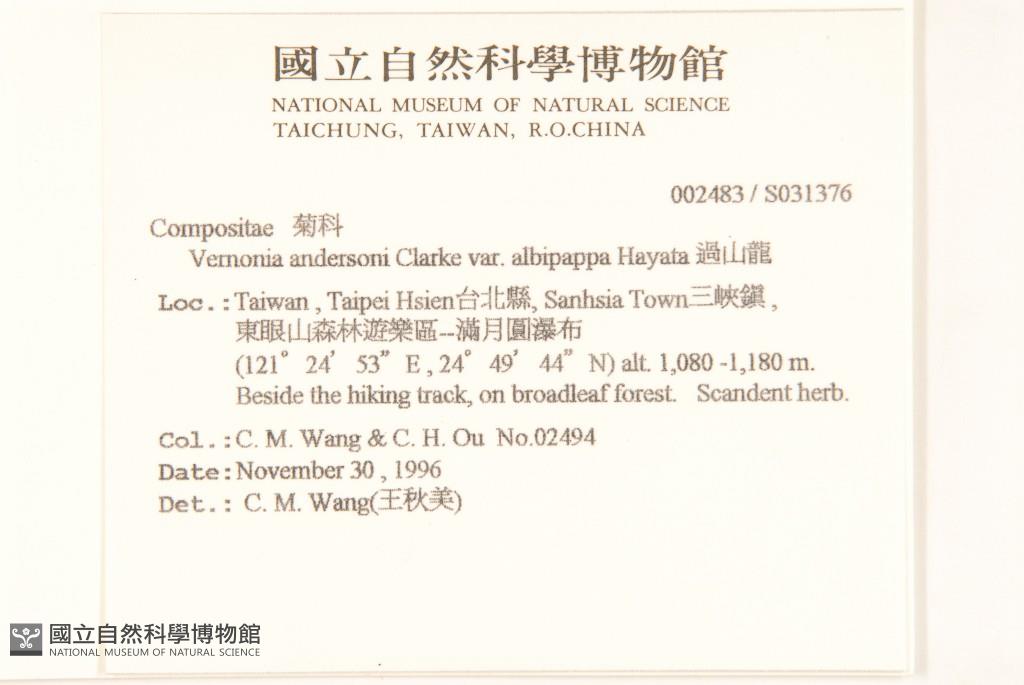 國立自然科學博物館
NATIONAL MUSEUM OF NATURAL SCIENCE
TAICHUNG, TAIWAN, R.O.CHINA
002483 / S031376
Compositae 菊科
Vernonia andersoni Clarke var. albipappa Hayata 過山龍
Loc.:Taiwan , Taipei Hsien台北縣, Sanhsia Town三峽鎮 ,
東眼山森林遊樂區--滿月圓瀑布
(121° 24’ 53” E , 24° 49’ 44” N) alt. 1,080 -1,180 m.
Beside the hiking track, on broadleaf forest. Scandent herb.
Col.:C. M. Wang & C. H. Ou No.02494
Date:November 30 , 1996
Det.: C. M. Wang(王秋美)
國立自然科學博物館
NATIONAL MUSEUM OF NATURAL SCIENCE